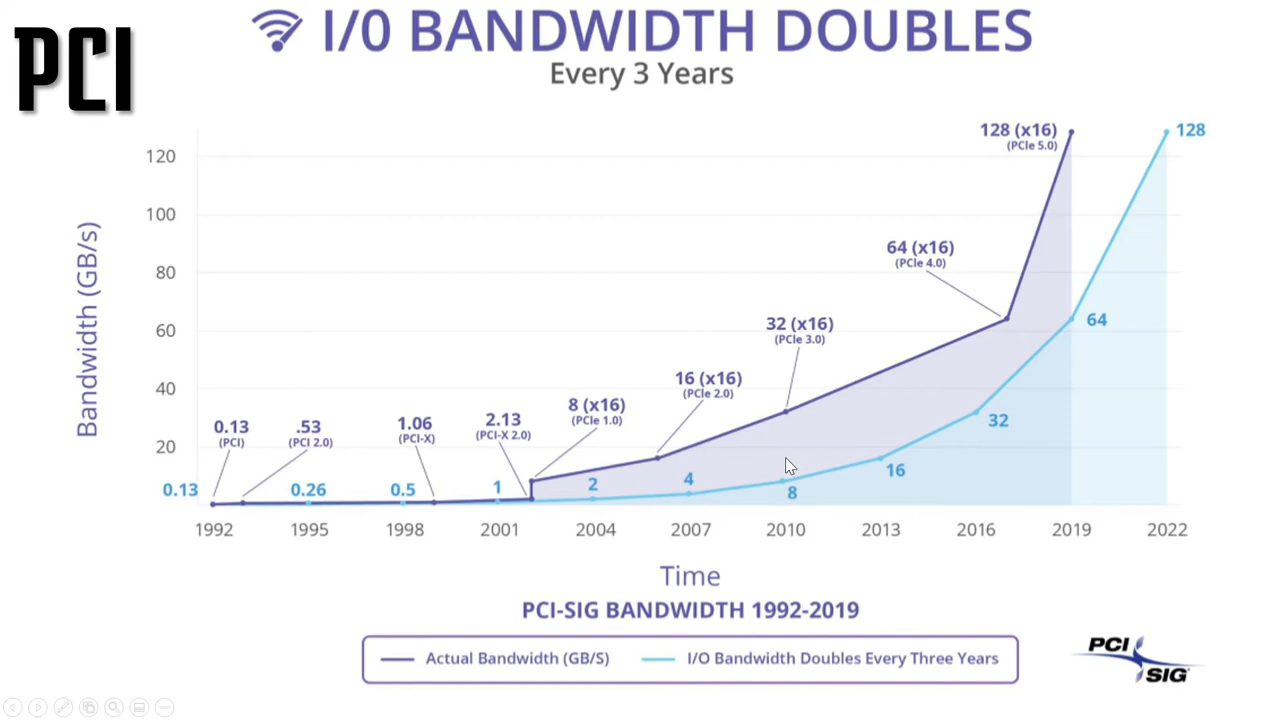 PCI
I/0 BANDWIDTH DOUBLES
Every 3 Years
Bandwidth (GB/s)
120
100
80
60
40
20
0.13
(PCI)
.53
(PCI 2.0)
1.06
(PCI-X)
2.13
(PCI-X 2.0)
8 (x16)
(PCIe 1.0)
16 (x16)
(PCIe 2.0)
32 (x16)
(PCIe 3.0)
64 (x16)
(PCIe 4.0)
128 (x16)
(PCIe 5.0)
0.13
0.26
0.5
1
2
4
8
16
32
64
128
1992 1995 1998 2001 2004 2007 2010 2013 2016 2019 2022
Time
PCI-SIG BANDWIDTH 1992-2019
Actual Bandwidth (GB/S) I/O Bandwidth Doubles Every Three Years
PCI
SIG